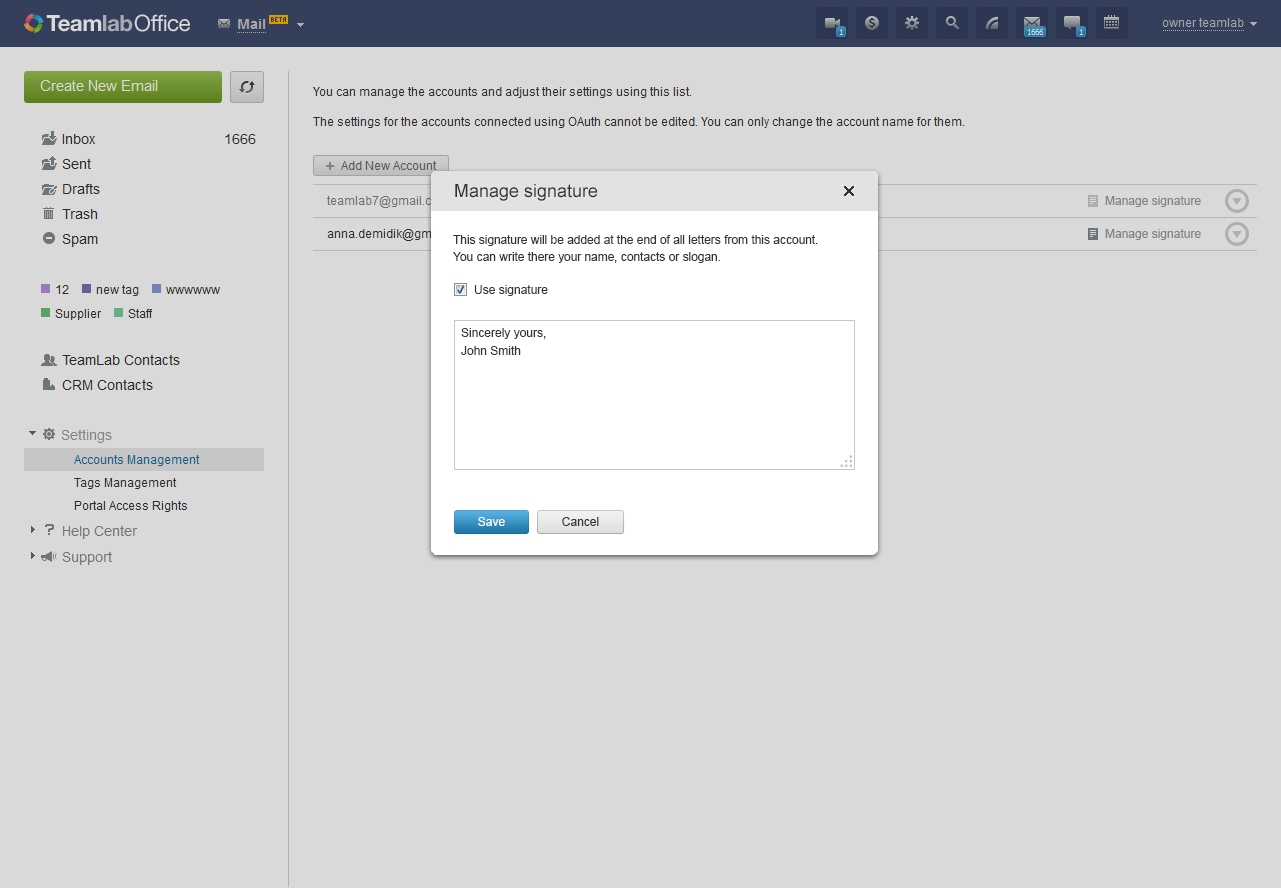 TeamlabOffice
Mail BETA
1
1666
1
owner teamlab
Create New Email
Inbox 1666
Sent
Drafts
Trash
Spam
12 new tag wwwwww
Supplier Staff
TeamLab Contacts
CRM Contacts
Settings
Accounts Management
Tags Management
Portal Access Rights
Help Center
Support
You can manage the accounts and adjust their settings using this list.
The settings for the accounts connected using OAuth cannot be edited. You can only change the account name for them.
+ Add New Account
teamlab7@gmail.c Manage signature
anna.demidik@gm Manage signature
Manage signature
This signature will be added at the end of all letters from this account.
You can write there your name, contacts or slogan.
Use signature
Sincerely yours,
John Smith
Save Cancel